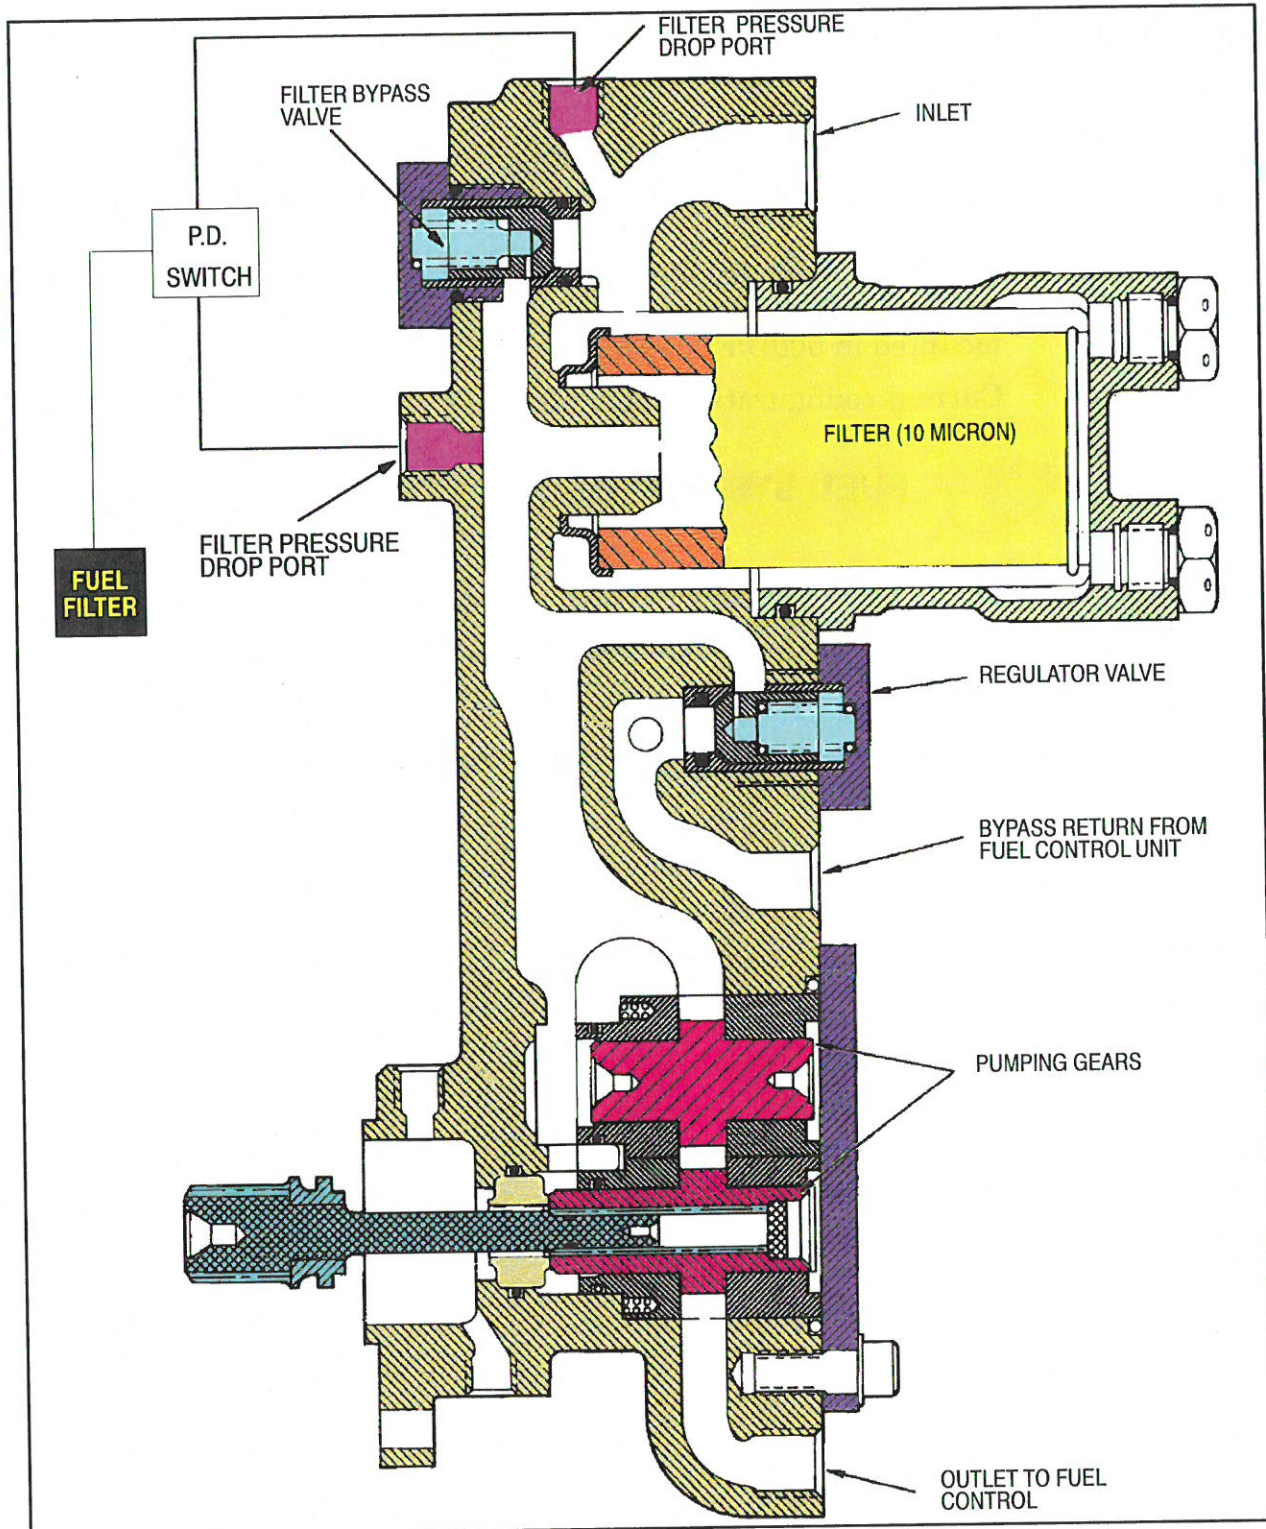 FILTER PRESSURE
DROP PORT
FILTER BYPASS
VALVE
INLET
P.D.
SWITCH
FILTER (10 MICRON)
FILTER PRESSURE
DROP PORT
FUEL
FILTER
REGULATOR VALVE
BYPASS RETURN FROM
FUEL CONTROL UNIT
PUMPING GEARS
OUTLET TO FUEL
CONTROL